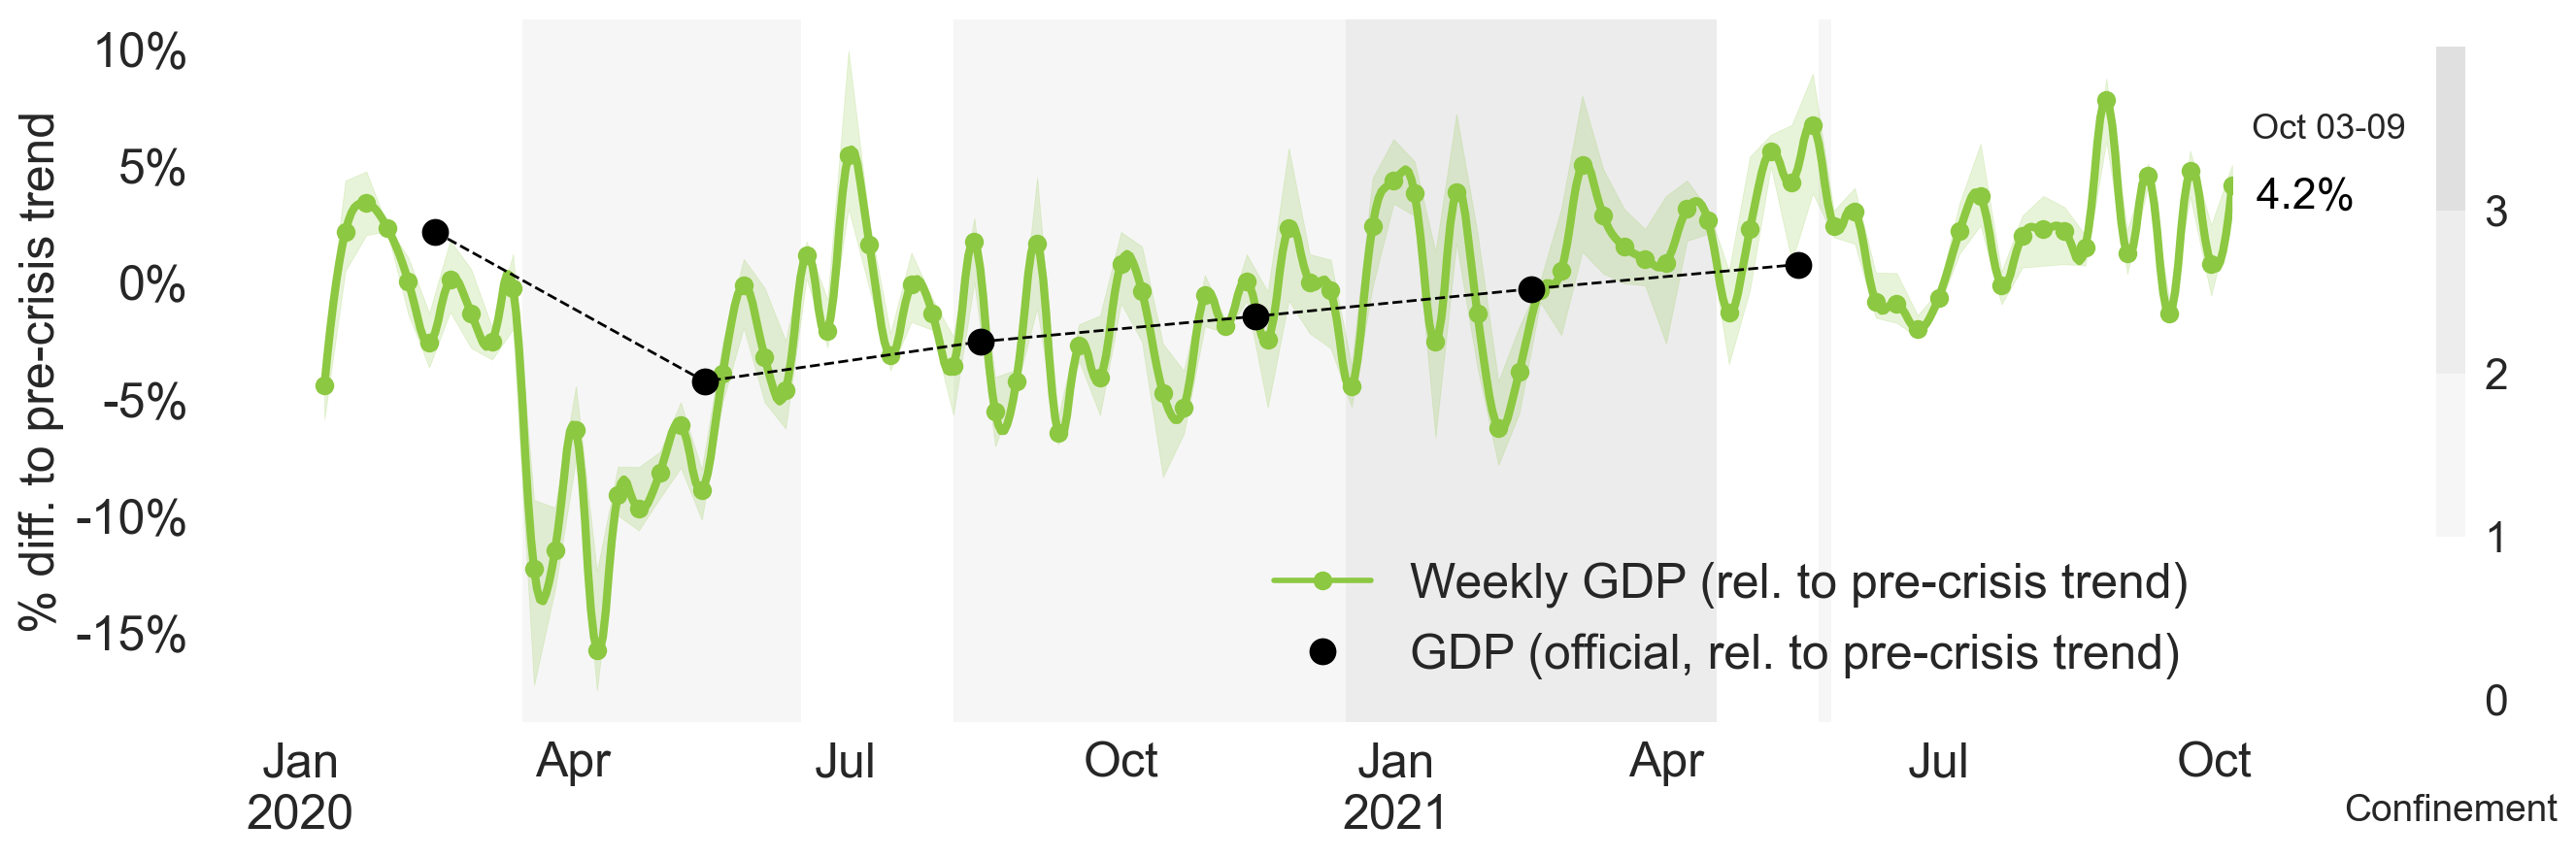 10%
5%
0%
-5%
-10%
-15%
% diff. to pre-crisis trend
Oct 03-09
4.2%
3
2
1
0
Weekly GDP (rel. to pre-crisis trend)
GDP (official, rel. to pre-crisis trend)
Jan Apr Jul Oct Jan Apr Jul Oct
2020 2021
Confinement